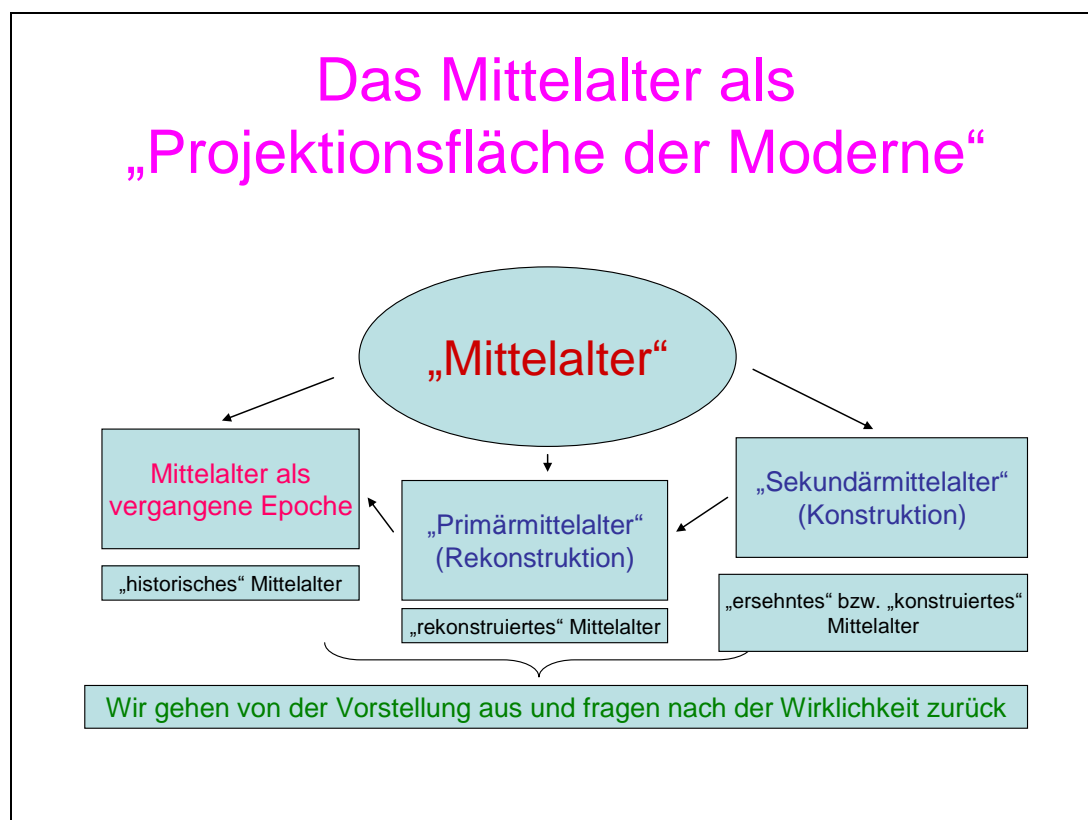 Das Mittelalter als
„Projektionsfläche der Moderne“
„Mittelalter“
Mittelalter als
vergangene Epoche
„historisches“ Mittelalter
„Primärmittelalter“
(Rekonstruktion)
„rekonstruiertes“ Mittelalter
„Sekundärmittelalter“
(Konstruktion)
„ersehntes“ bzw. „konstruiertes“
Mittelalter
Wir gehen von der Vorstellung aus und fragen nach der Wirklichkeit zurück